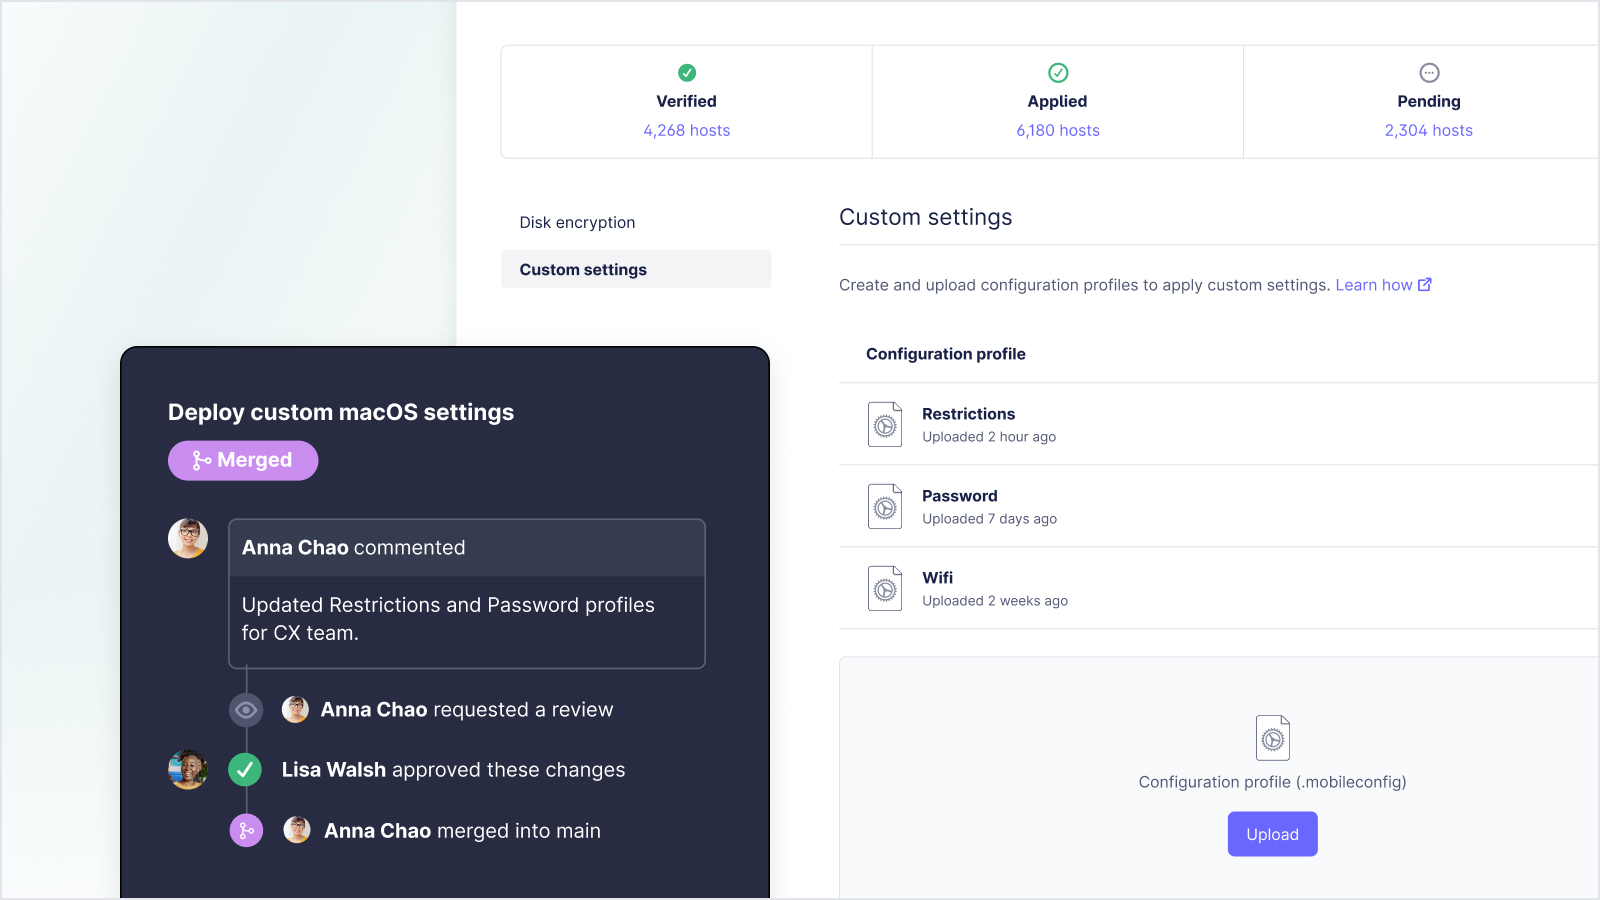 Verified
4,268 hosts
Applied
6,180 hosts
Pending
2,304 hosts
Disk encryption
Custom settings
Custom settings
Create and upload configuration profiles to apply custom settings. Learn how
Configuration profile
Restrictions
Uploaded 2 hour ago
Password
Uploaded 7 days ago
Wifi
Uploaded 2 weeks ago
Configuration profile (.mobileconfig)
Upload
Deploy custom macOS settings
Merged
Anna Chao commented
Updated Restrictions and Password profiles
for CX team.
Anna Chao requested a review
Lisa Walsh approved these changes
Anna Chao merged into main